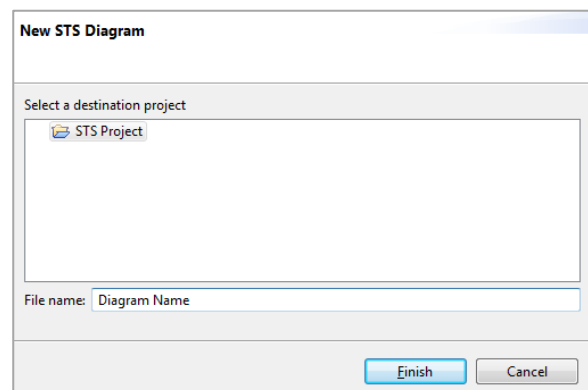 New STS Diagram
Select a destination project
STS Project
File name: Diagram Name
Finish Cancel